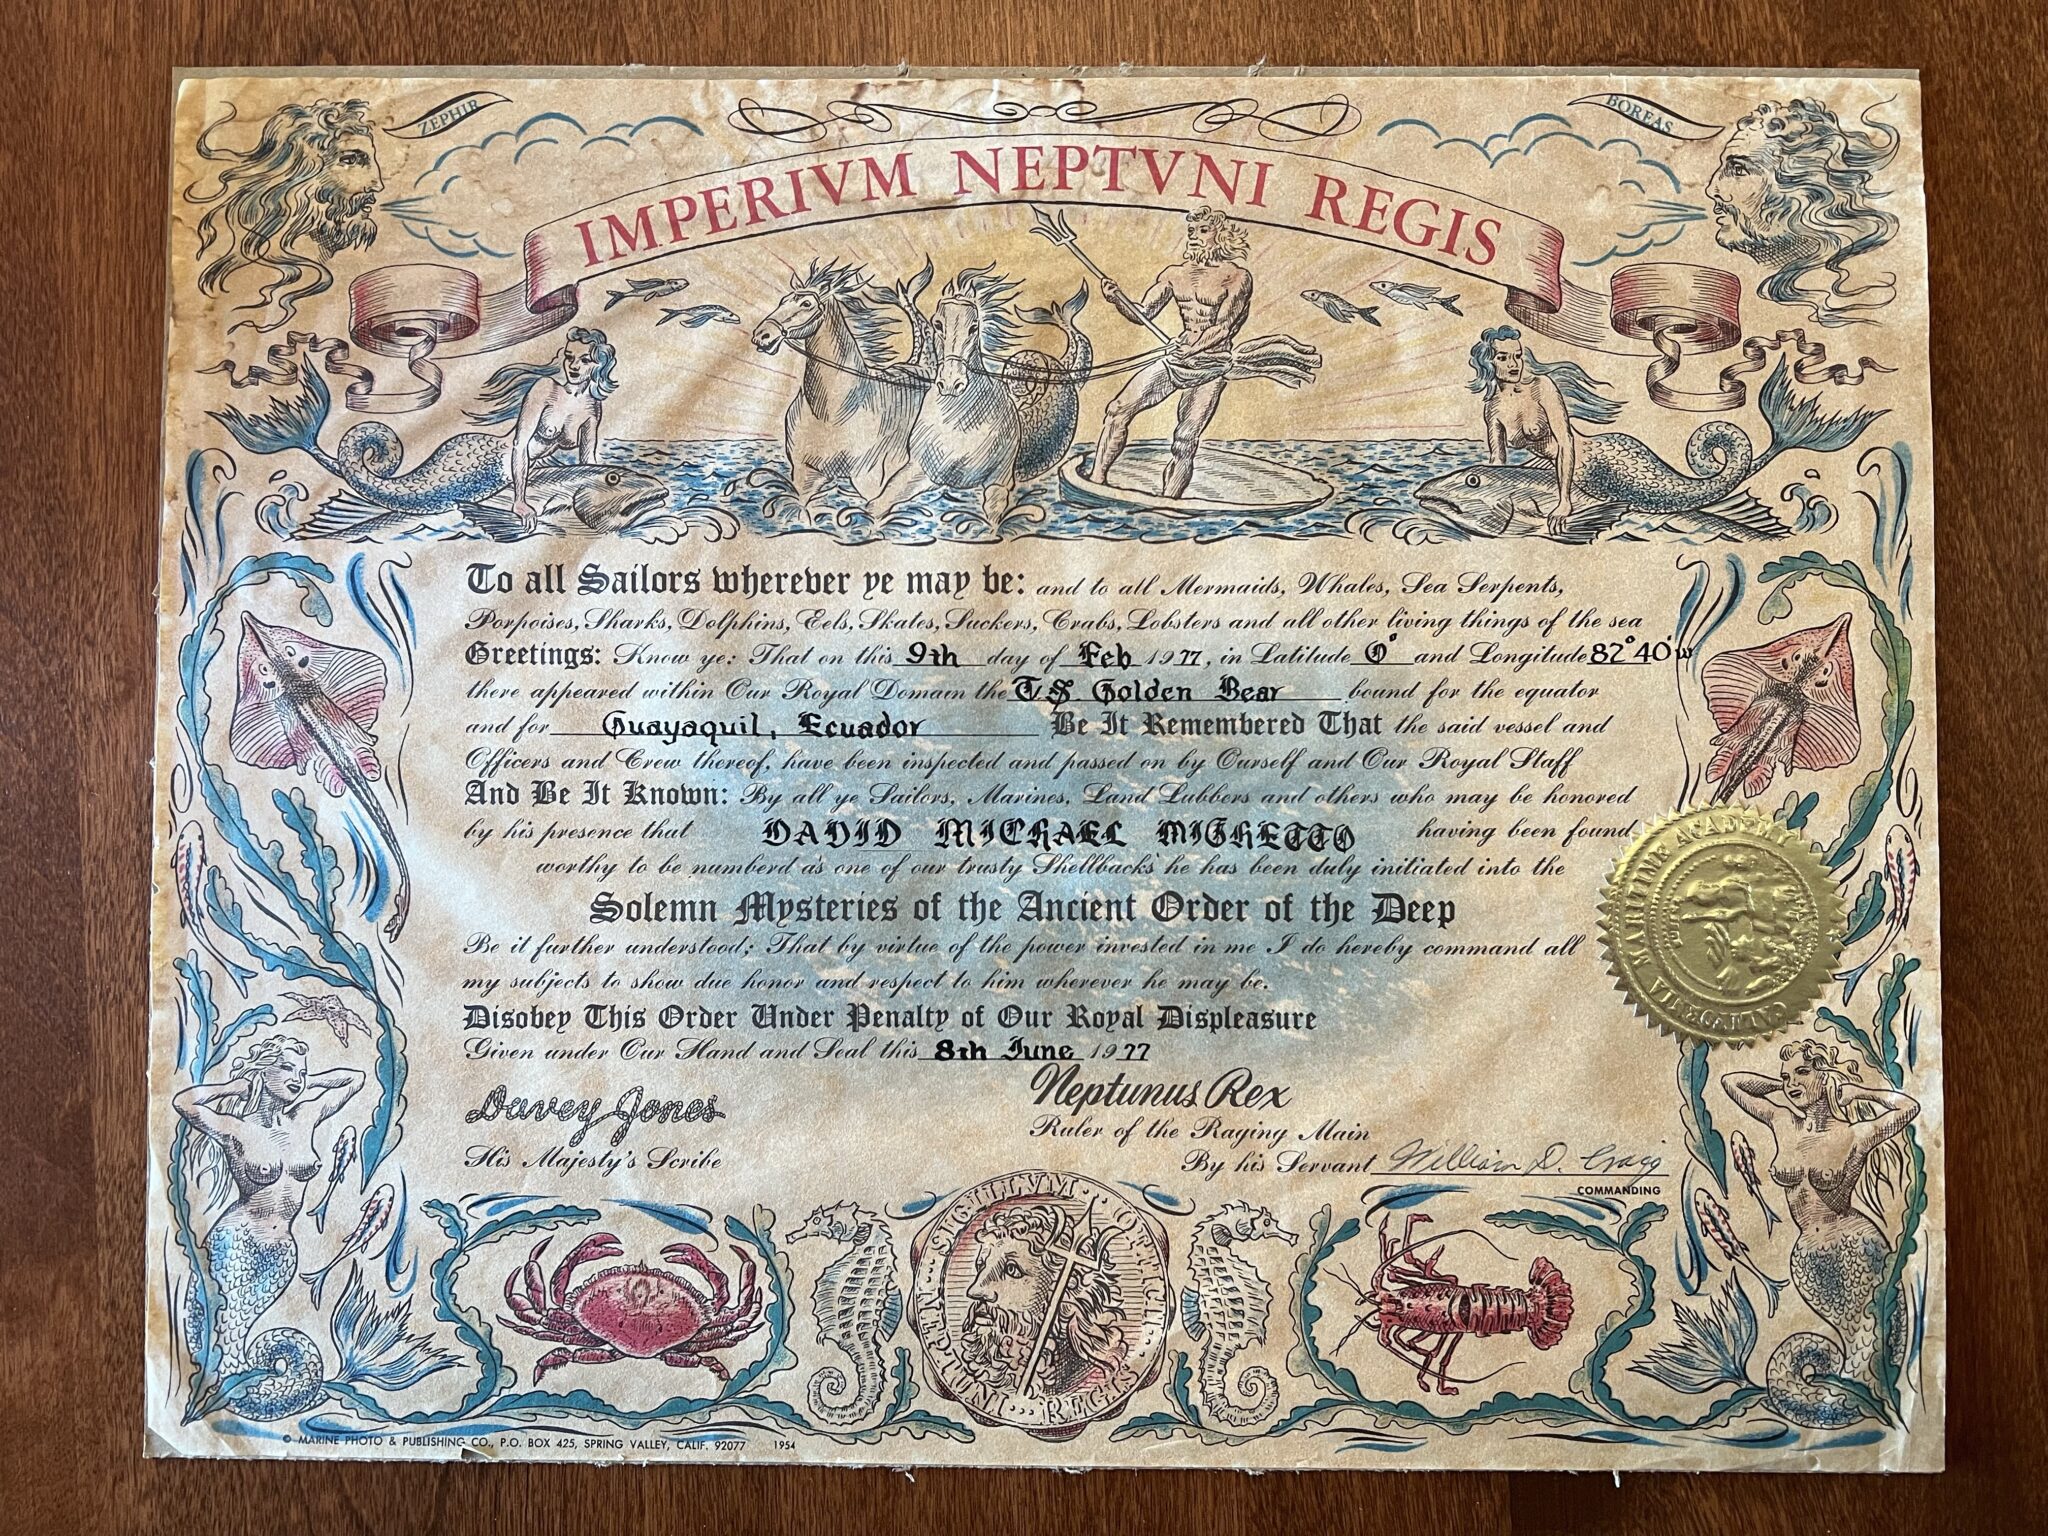 ZEPHIR
BOREAS
IMPERIVM NEPTVNI REGIS
To all Sailors wherever ye may be: and to all Mermaids, Whales, Sea Serpents,
Porpoises, Sharks, Dolphins, Eels, Skates, Suckers, Crabs, Lobsters and all other living things of the sea
Greetings: Know ye: That on this 9th day of Feb 1977, in Latitude 0° and Longitude 82°40'w
there appeared within Our Royal Domain the T.S. Golden Bear bound for the equator
and for Guayaquil, Ecuador Be It Remembered That the said vessel and
Officers and Crew thereof, have been inspected and passed on by Ourself and Our Royal Staff
And Be It Known: By all ye Sailors, Marines, Land Lubbers and others who may be honored
by his presence that DAVID MICHAEL MIGHETTO having been found
worthy to be numberd as one of our trusty Shellbacks he has been duly initiated into the
Solemn Mysteries of the Ancient Order of the Deep
Be it further understood; That by virtue of the power invested in me I do hereby command all
my subjects to show due honor and respect to him wherever he may be.
Disobey This Order Under Penalty of Our Royal Displeasure
Given under Our Hand and Seal this 8th June 1977
CALIFORNIA MARITIME ACADEMY
Davey Jones
His Majesty's Scribe
Neptunus Rex
Ruler of the Raging Main
By his Servant William D. Craig
COMMANDING
SIGILLVM
NEPTUNI REGIS
© MARINE PHOTO & PUBLISHING CO., P.O. BOX 425, SPRING VALLEY, CALIF. 92077 1954